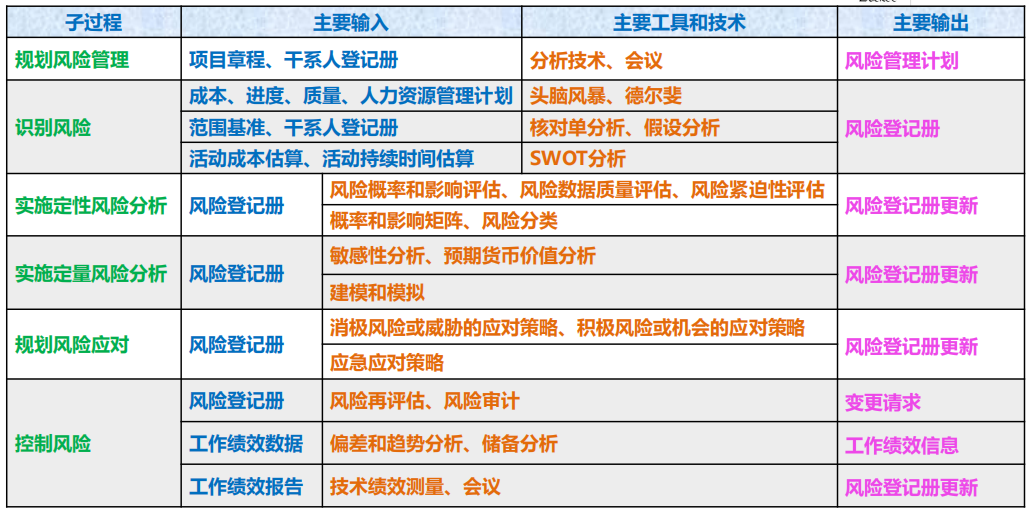 子过程 主要输入 主要工具和技术 主要输出
规划风险管理 项目章程、干系人登记册 分析技术、会议 风险管理计划
识别风险 成本、进度、质量、人力资源管理计划 头脑风暴、德尔斐 风险登记册
范围基准、干系人登记册 核对单分析、假设分析
活动成本估算、活动持续时间估算 SWOT分析
实施定性风险分析 风险登记册 风险概率和影响评估、风险数据质量评估、风险紧迫性评估 风险登记册更新
概率和影响矩阵、风险分类
实施定量风险分析 风险登记册 敏感性分析、预期货币价值分析 风险登记册更新
建模和模拟
规划风险应对 风险登记册 消极风险或威胁的应对策略、积极风险或机会的应对策略 风险登记册更新
应急应对策略
控制风险 风险登记册 风险再评估、风险审计 变更请求
工作绩效数据 偏差和趋势分析、储备分析 工作绩效信息
工作绩效报告 技术绩效测量、会议 风险登记册更新